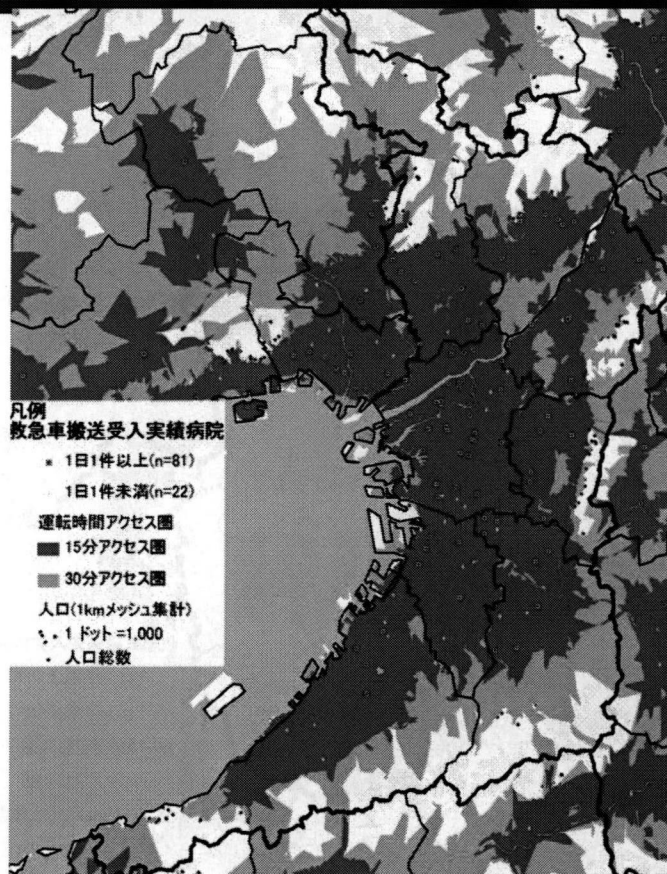 凡例
救急車搬送受入実績病院
1日1件以上(n=81)
1日1件未満(n=22)
運転時間アクセス圏
15分アクセス圏
30分アクセス圏
人口(1kmメッシュ集計)
1 ドット =1,000
人口総数